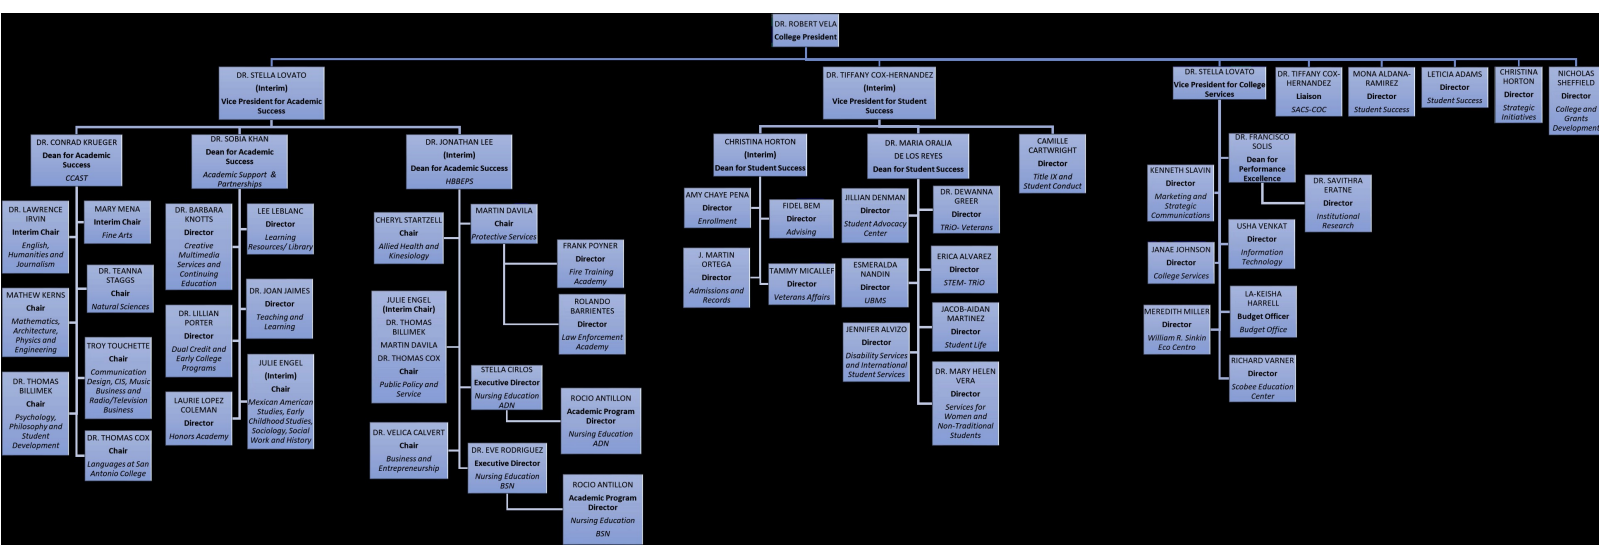 DR. ROBERT VELA
College President
DR. STELLA LOVATO
(Interim)
Vice President for Academic
Success
DR. TIFFANY COX-HERNANDEZ
(Interim)
Vice President for Student
Success
DR. STELLA LOVATO
Vice President for College
Services
DR. TIFFANY COX-
HERNANDEZ
Liaison
SACS-COC
MONA ALDANA-
RAMIREZ
Director
Student Success
LETICIA ADAMS
Director
Student Success
CHRISTINA
HORTON
Director
Strategic
Initiatives
NICHOLAS
SHEFFIELD
Director
College and
Grants
Development
DR. CONRAD KRUEGER
Dean for Academic
Success
CCAST
DR. LAWRENCE
IRVIN
Interim Chair
English,
Humanities and
Journalism
MARY MENA
Interim Chair
Fine Arts
DR. TEANNA
STAGGS
Chair
Natural Sciences
MATHEW KERNS
Chair
Mathematics,
Architecture,
Physics and
Engineering
TROY TOUCHETTE
Chair
Communication
Design, CIS, Music
Business and
Radio/Television
Business
DR. THOMAS
BILLIMEK
Chair
Psychology,
Philosophy and
Student
Development
DR. THOMAS COX
Chair
Languages at San
Antonio College
DR. SOBIA KHAN
Dean for Academic
Success
Academic Support &
Partnerships
DR. BARBARA
KNOTTS
Director
Creative
Multimedia
Services and
Continuing
Education
LEE LEBLANC
Director
Learning
Resources/ Library
DR. JOAN JAIMES
Director
Teaching and
Learning
DR. LILLIAN
PORTER
Director
Dual Credit and
Early College
Programs
JULIE ENGEL
(Interim)
Chair
Mexican American
Studies, Early
Childhood Studies,
Sociology, Social
Work and History
LAURIE LOPEZ
COLEMAN
Director
Honors Academy
DR. JONATHAN LEE
(Interim)
Dean for Academic Success
HBBEPS
CHERYL STARTZELL
Chair
Allied Health and
Kinesiology
MARTIN DAVILA
Chair
Protective Services
FRANK POYNER
Director
Fire Training
Academy
ROLANDO
BARRIENTES
Director
Law Enforcement
Academy
JULIE ENGEL
(Interim Chair)
DR. THOMAS
BILLIMEK
MARTIN DAVILA
DR. THOMAS COX
Chair
Public Policy and
Service
STELLA CIRLOS
Executive Director
Nursing Education
ADN
ROCIO ANTILLON
Academic Program
Director
Nursing Education
ADN
DR. VELICA CALVERT
Chair
Business and
Entrepreneurship
DR. EVE RODRIGUEZ
Executive Director
Nursing Education
BSN
ROCIO ANTILLON
Academic Program
Director
Nursing Education
BSN
CHRISTINA HORTON
(Interim)
Dean for Student Success
AMY CHAYE PENA
Director
Enrollment
FIDEL BEM
Director
Advising
J. MARTIN
ORTEGA
Director
Admissions and
Records
TAMMY MICALLEF
Director
Veterans Affairs
DR. MARIA ORALIA
DE LOS REYES
Dean for Student Success
JILLIAN DENMAN
Director
Student Advocacy
Center
DR. DEWANNA
GREER
Director
TRiO- Veterans
ESMERALDA
NANDIN
Director
UBMS
ERICA ALVAREZ
Director
STEM- TRiO
JACOB-AIDAN
MARTINEZ
Director
Student Life
JENNIFER ALVIZO
Director
Disability Services
and International
Student Services
DR. MARY HELEN
VERA
Director
Services for
Women and
Non-Traditional
Students
CAMILLE
CARTWRIGHT
Director
Title IX and
Student Conduct
DR. FRANCISCO
SOLIS
Dean for
Performance
Excellence
KENNETH SLAVIN
Director
Marketing and
Strategic
Communications
DR. SAVITHRA
ERATNE
Director
Institutional
Research
USHA VENKAT
Director
Information
Technology
JANAE JOHNSON
Director
College Services
LA-KEISHA
HARRELL
Budget Officer
Budget Office
MEREDITH MILLER
Director
William R. Sinkin
Eco Centro
RICHARD VARNER
Director
Scobee Education
Center